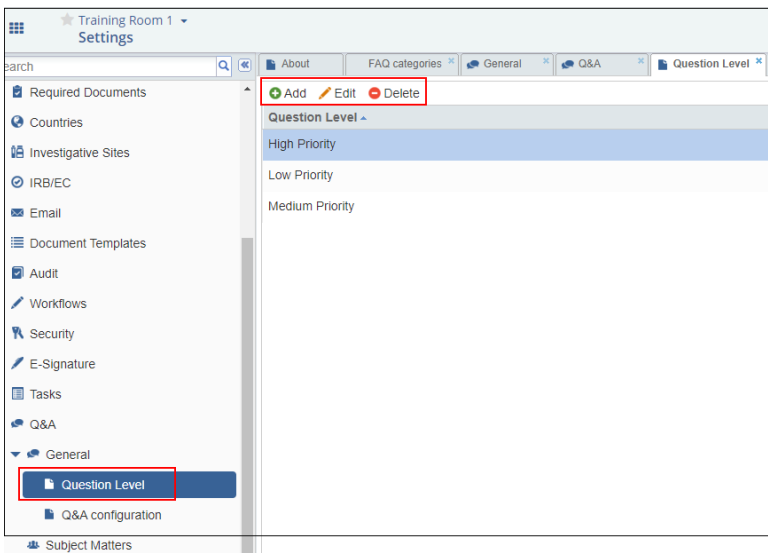 Training Room 1
Settings
earch
About
FAQ categories
General
Q&A
Question Level
Required Documents
Countries
Investigative Sites
IRB/EC
Email
Document Templates
Audit
Workflows
Security
E-Signature
Tasks
Q&A
General
Question Level
Q&A configuration
Subject Matters
Add Edit Delete
Question Level
High Priority
Low Priority
Medium Priority